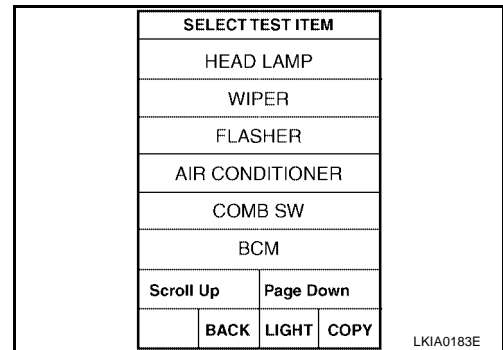 SELECT TEST ITEM
HEAD LAMP
WIPER
FLASHER
AIR CONDITIONER
COMB SW
BCM
Scroll Up Page Down
BACK LIGHT COPY
LKIA0183E